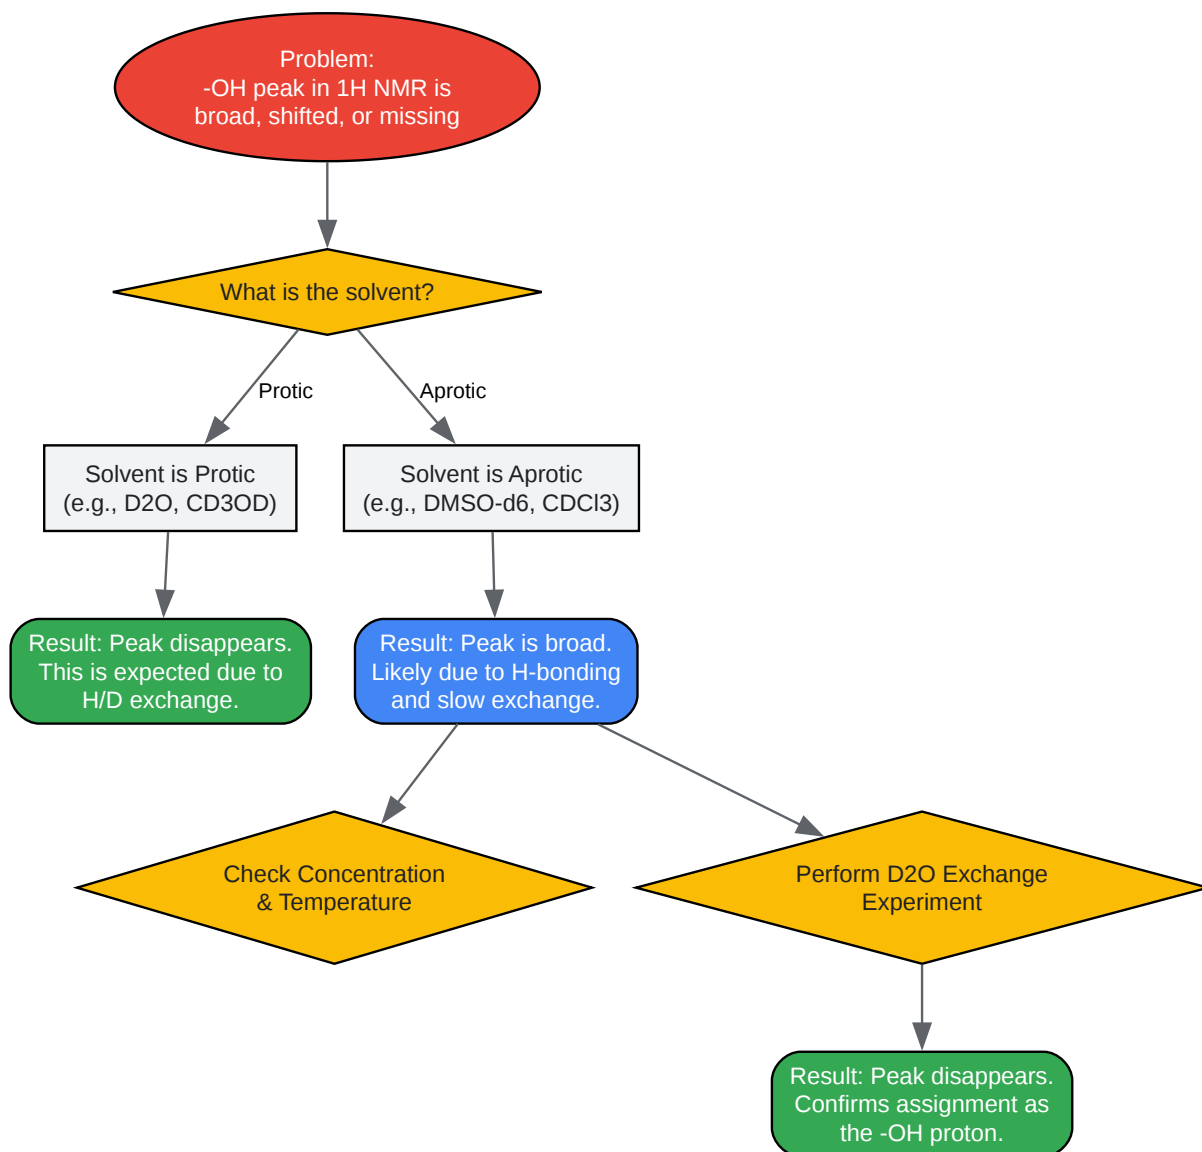 Problem:
-OH peak in 1H NMR is
broad, shifted, or missing
What is the solvent?
Protic
Aprotic
Solvent is Protic
(e.g., D2O, CD3OD)
Solvent is Aprotic
(e.g., DMSO-d6, CDCl3)
Result: Peak disappears.
This is expected due to
H/D exchange.
Result: Peak is broad.
Likely due to H-bonding
and slow exchange.
Check Concentration
& Temperature
Perform D2O Exchange
Experiment
Result: Peak disappears.
Confirms assignment as
the -OH proton.